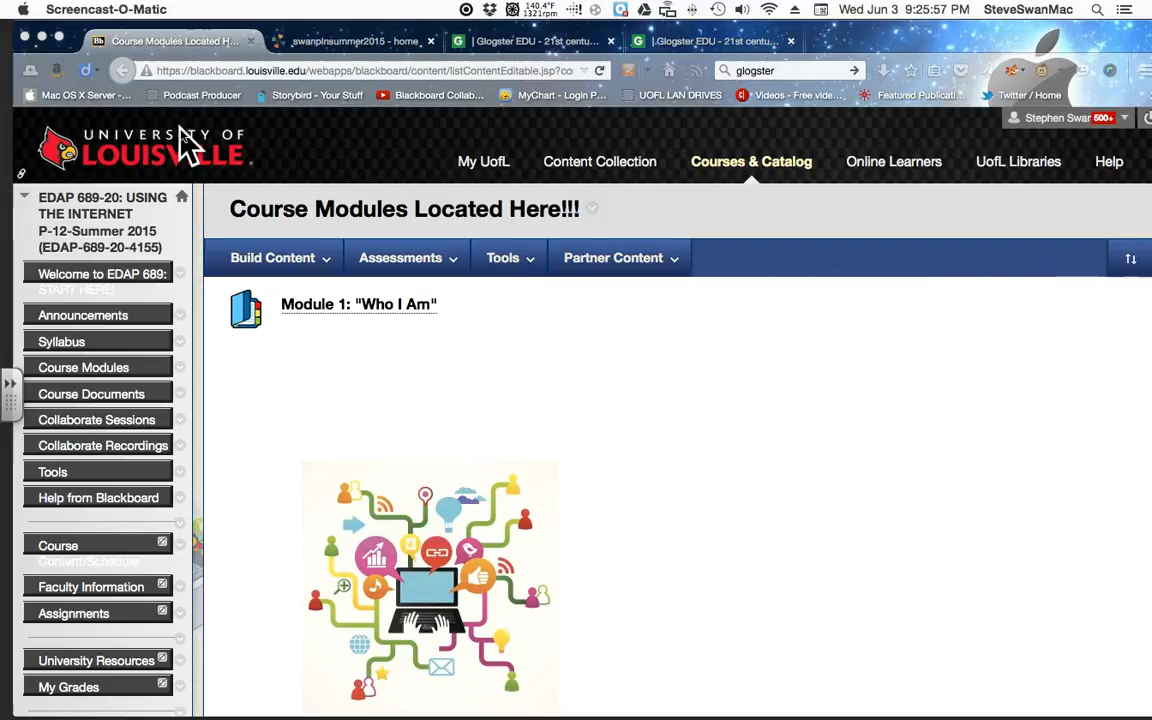 Screencast-O-Matic
140.4°F
1321rpm
Wed Jun 3 9:25:57 PM
SteveSwanMac
Bb
Course Modules Located H...
swanplnsummer2015 - home
G | Glogster EDU - 21st centu...
G |.Glogster EDU - 21st centu...
https://blackboard.louisville.edu/webapps/blackboard/content/listContentEditable.jsp?co
glogster
Mac OS X Server -...
Podcast Producer
Storybird - Your Stuff
Blackboard Collab...
MyChart - Login P...
UOFL LAN DRIVES
Videos - Free vide...
Featured Publicati...
Twitter / Home
Stephen Swan
500+
UNIVERSITY OF
LOUISVILLE
My UofL
Content Collection
Courses & Catalog
Online Learners
UofL Libraries
Help
EDAP 689-20: USING
THE INTERNET
P-12-Summer 2015
(EDAP-689-20-4155)
Course Modules Located Here!!!
Build Content
Assessments
Tools
Partner Content
Welcome to EDAP 689:
START HERE!
Announcements
Syllabus
Course Modules
Course Documents
Collaborate Sessions
Collaborate Recordings
Tools
Help from Blackboard
Course
Content/Schedule
Faculty Information
Assignments
University Resources
My Grades
Module 1: "Who I Am"